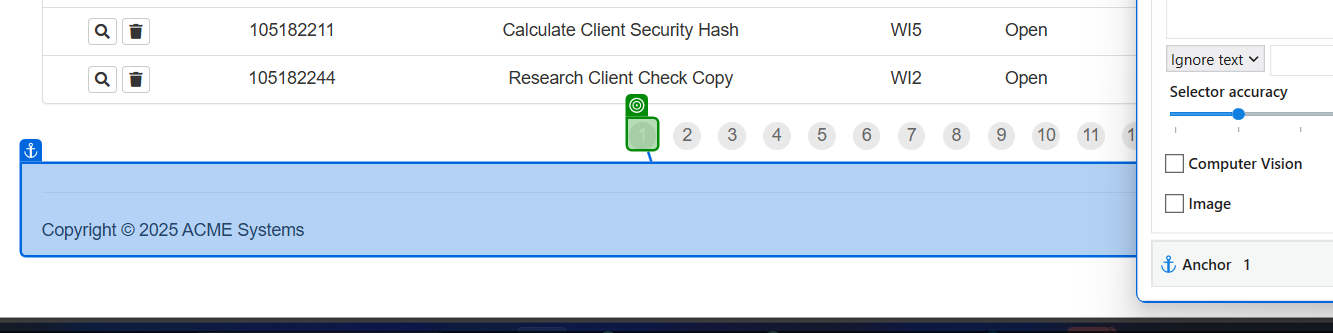 105182211 Calculate Client Security Hash WI5 Open
105182244 Research Client Check Copy WI2 Open
1 2 3 4 5 6 7 8 9 10 11
Copyright © 2025 ACME Systems
Ignore text
Selector accuracy
Computer Vision
Image
Anchor 1